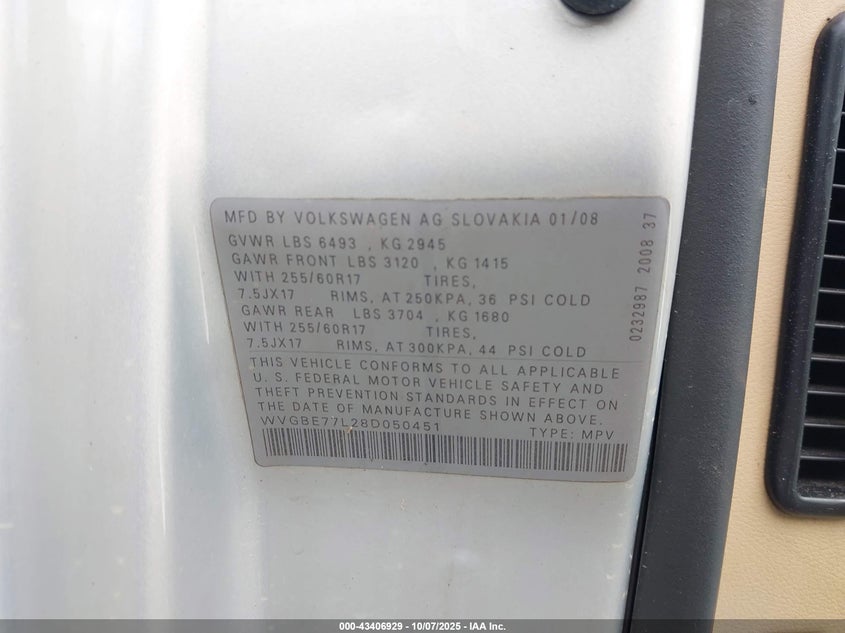 MFD BY VOLKSWAGEN AG SLOVAKIA 01/08
GVWR LBS 6493 , KG 2945
GAWR FRONT LBS 3120 , KG 1415
WITH 255/60R17 TIRES,
7.5JX17 RIMS, AT 250KPA, 36 PSI COLD
GAWR REAR LBS 3704 , KG 1680
WITH 255/60R17 TIRES,
7.5JX17 RIMS, AT 300KPA, 44 PSI COLD
THIS VEHICLE CONFORMS TO ALL APPLICABLE
U. S. FEDERAL MOTOR VEHICLE SAFETY AND
THEFT PREVENTION STANDARDS IN EFFECT ON
THE DATE OF MANUFACTURE SHOWN ABOVE.
WVGBE77L28D050451 TYPE: MPV
0232987 2008 37
000-43406929 - 10/07/2025 - IAA Inc.